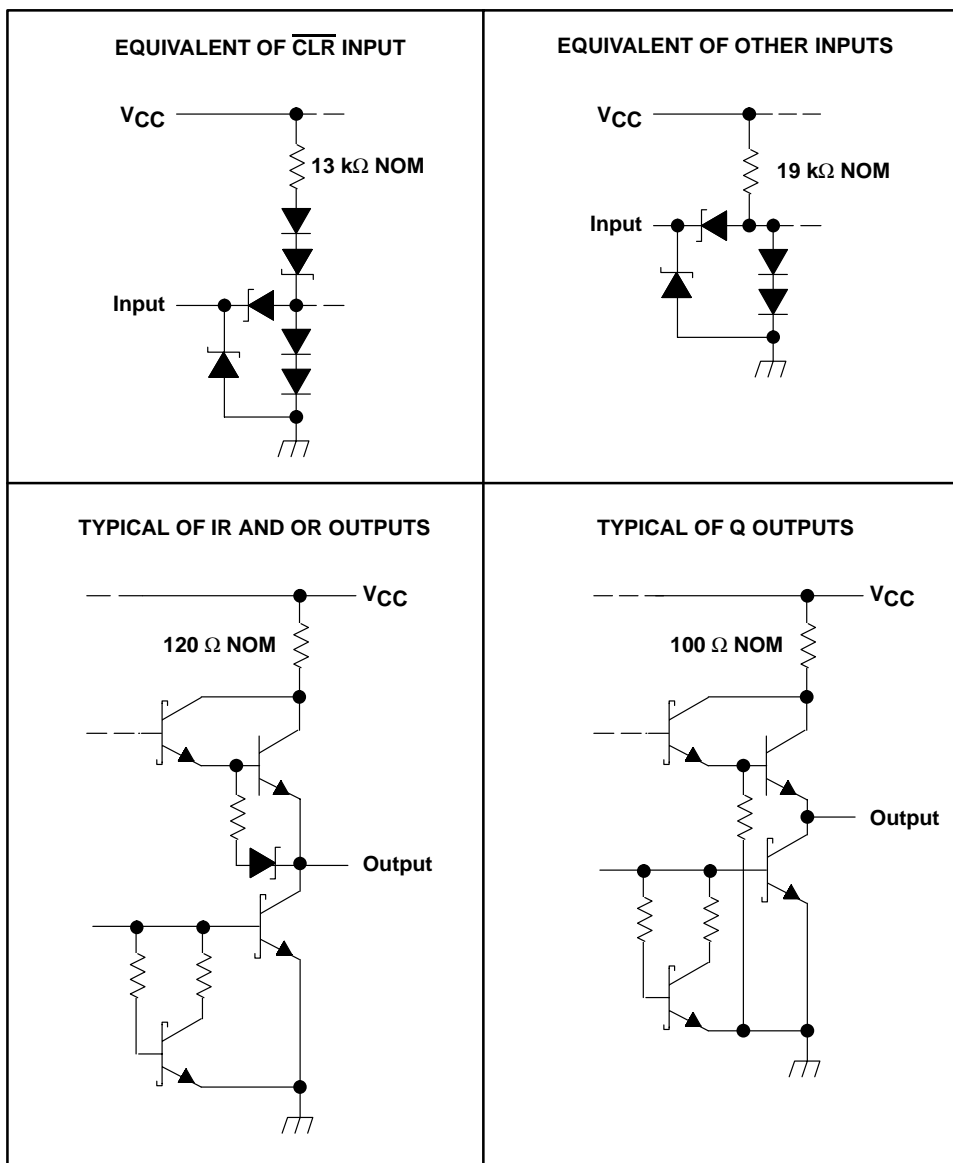 EQUIVALENT OF C̅L̅R̅ INPUT
VCC
13 kΩ NOM
Input
EQUIVALENT OF OTHER INPUTS
VCC
19 kΩ NOM
Input
TYPICAL OF IR AND OR OUTPUTS
VCC
120 Ω NOM
Output
TYPICAL OF Q OUTPUTS
VCC
100 Ω NOM
Output